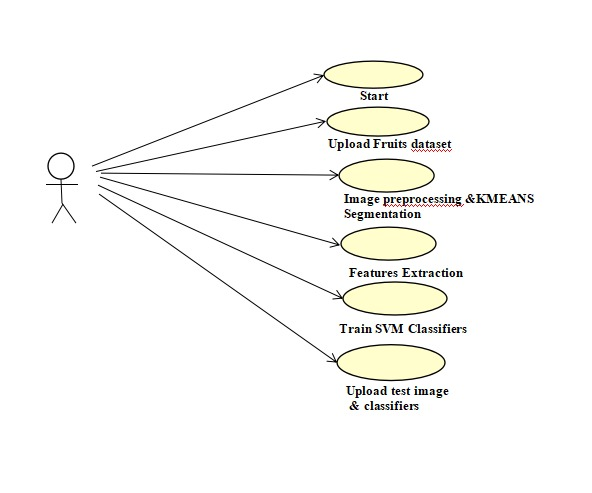 Start
Upload Fruits dataset
Image preprocessing &KMEANS
Segmentation
Features Extraction
Train SVM Classifiers
Upload test image
& classifiers